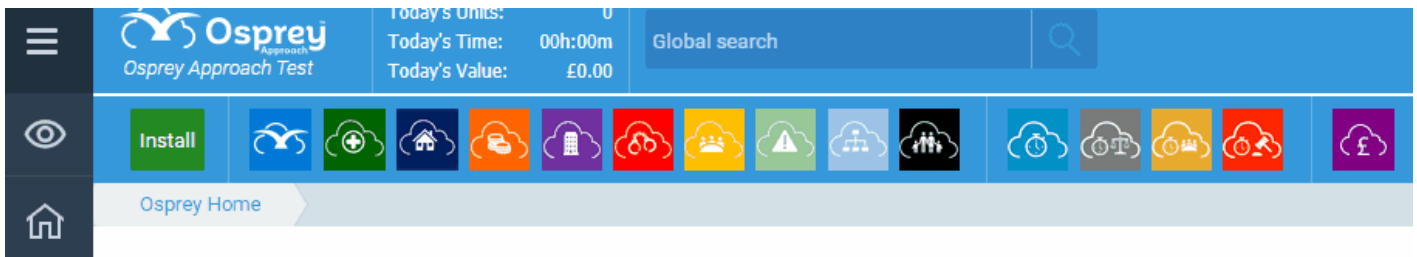 Osprey
Approach
Osprey Approach Test
Today's Units: 0
Today's Time: 00h:00m
Today's Value: £0.00
Global search
Install
£
Osprey Home